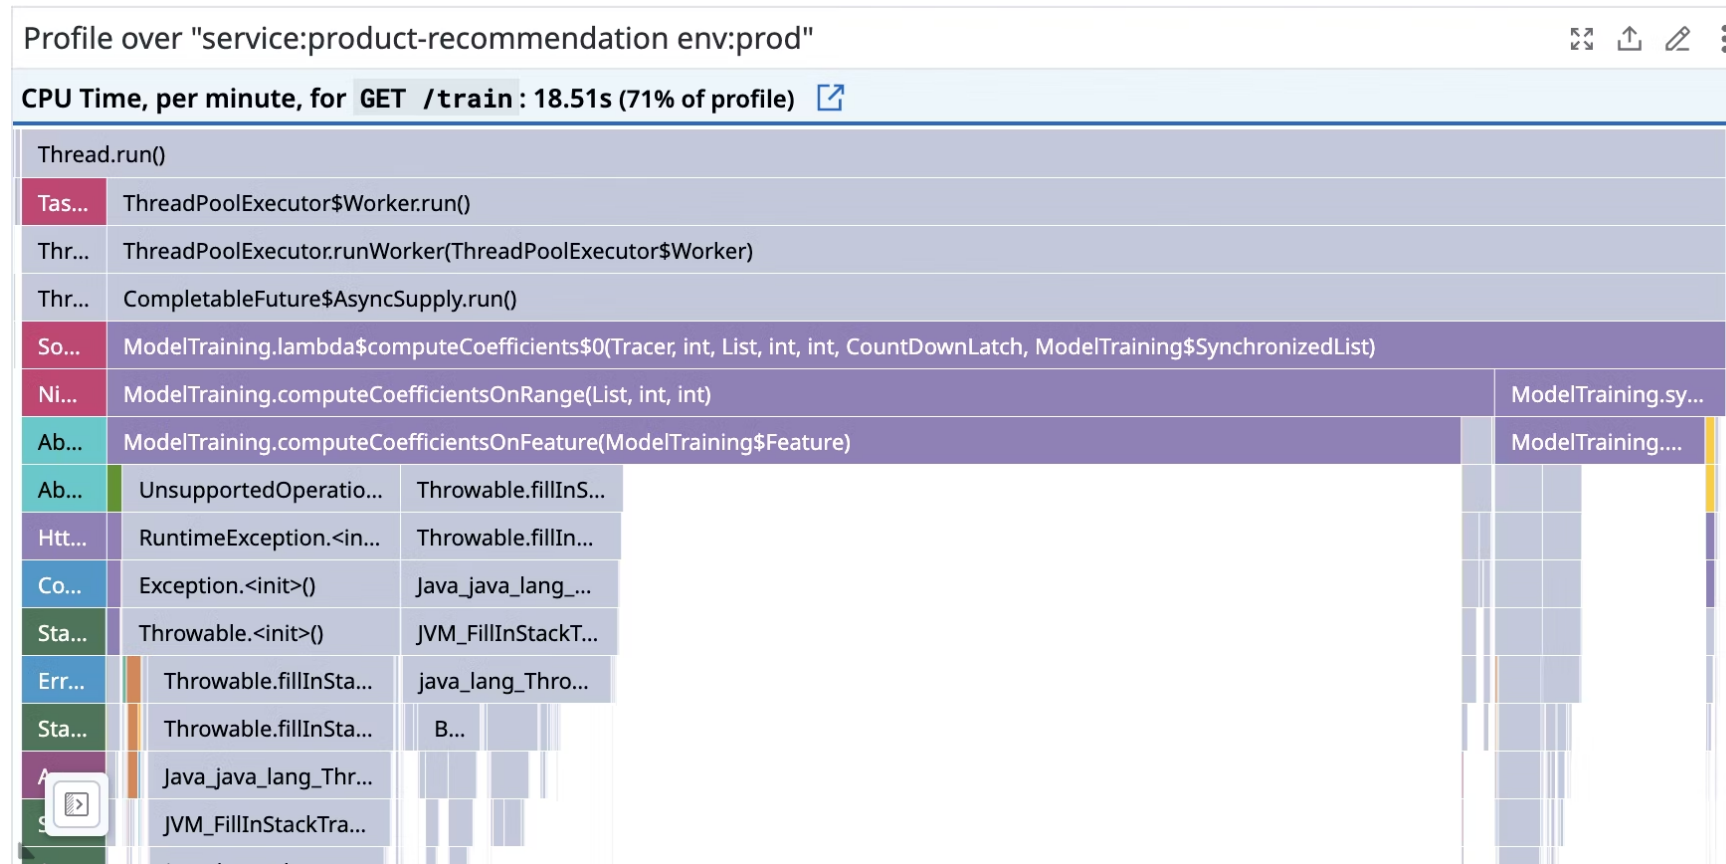 Profile over "service:product-recommendation env:prod"
CPU Time, per minute, for GET /train: 18.51s (71% of profile)
Thread.run()
Tas... ThreadPoolExecutor$Worker.run()
Thr... ThreadPoolExecutor.runWorker(ThreadPoolExecutor$Worker)
Thr... CompletableFuture$AsyncSupply.run()
So... ModelTraining.lambda$computeCoefficients$0(Tracer, int, List, int, int, CountDownLatch, ModelTraining$SynchronizedList)
Ni... ModelTraining.computeCoefficientsOnRange(List, int, int) ModelTraining.sy...
Ab... ModelTraining.computeCoefficientsOnFeature(ModelTraining$Feature) ModelTraining....
Ab... UnsupportedOperatio... Throwable.fillInS...
Htt... RuntimeException.<in... Throwable.fillIn...
Co... Exception.<init>() Java_java_lang_...
Sta... Throwable.<init>() JVM_FillInStackT...
Err... Throwable.fillInSta... java_lang_Thro...
Sta... Throwable.fillInSta... B...
Java_java_lang_Thr...
JVM_FillInStackTra...